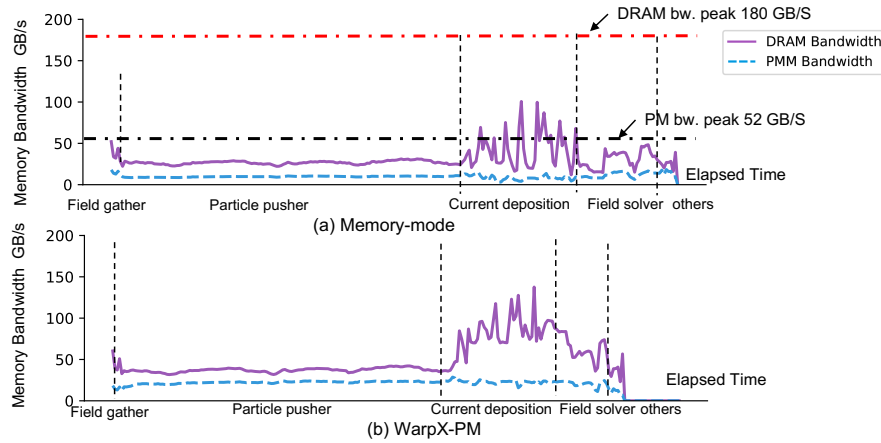 DRAM bw. peak 180 GB/S
Memory Bandwidth GB/s
200
150
100
50
0
DRAM Bandwidth
PMM Bandwidth
PM bw. peak 52 GB/S
Elapsed Time
Field gather Particle pusher Current deposition Field solver others
(a) Memory-mode
Memory Bandwidth GB/s
200
150
100
50
0
Elapsed Time
Field gather Particle pusher Current deposition Field solver others
(b) WarpX-PM